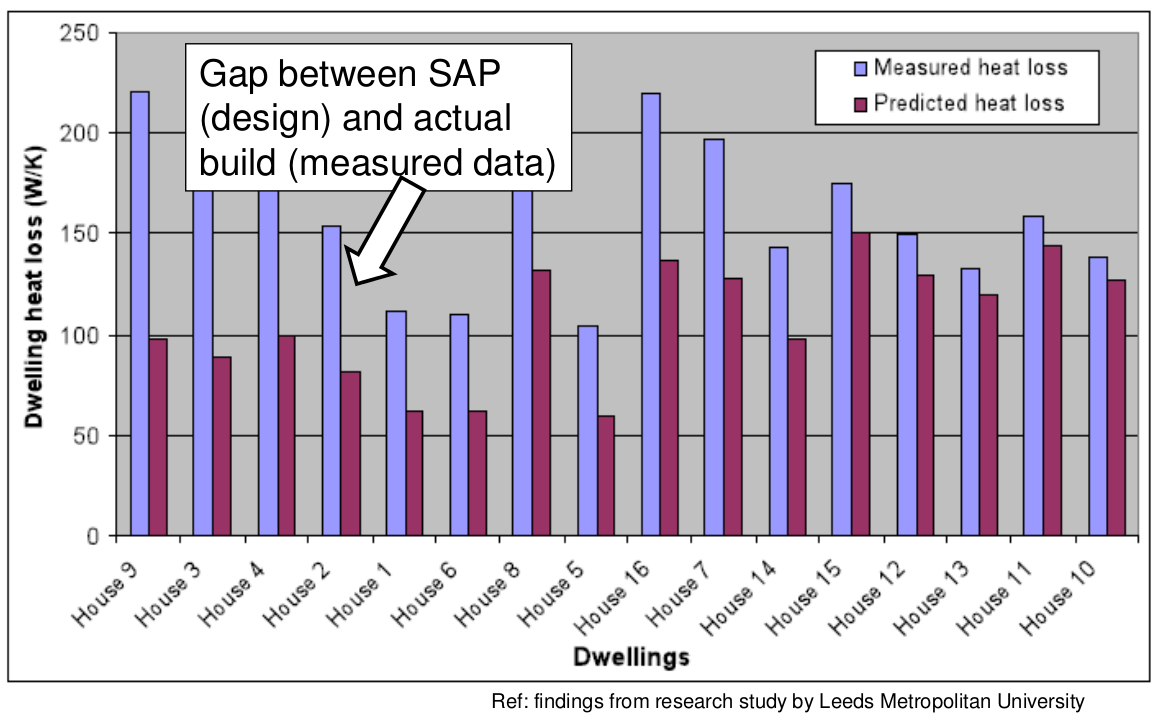 250
200
150
100
50
0
Dwelling heat loss (W/K)
Gap between SAP
(design) and actual
build (measured data)
Measured heat loss
Predicted heat loss
House 9
House 3
House 4
House 2
House 1
House 6
House 8
House 5
House 16
House 7
House 14
House 15
House 12
House 13
House 11
House 10
Dwellings
Ref: findings from research study by Leeds Metropolitan University